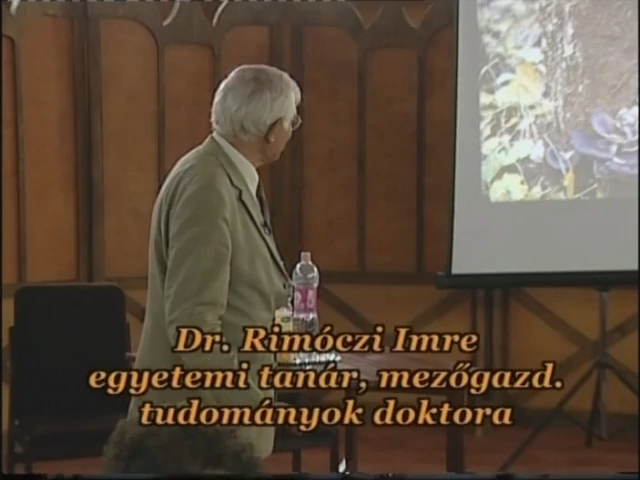 Dr. Rimóczi Imre
egyetemi tanár, mezőgazd.
tudományok doktora